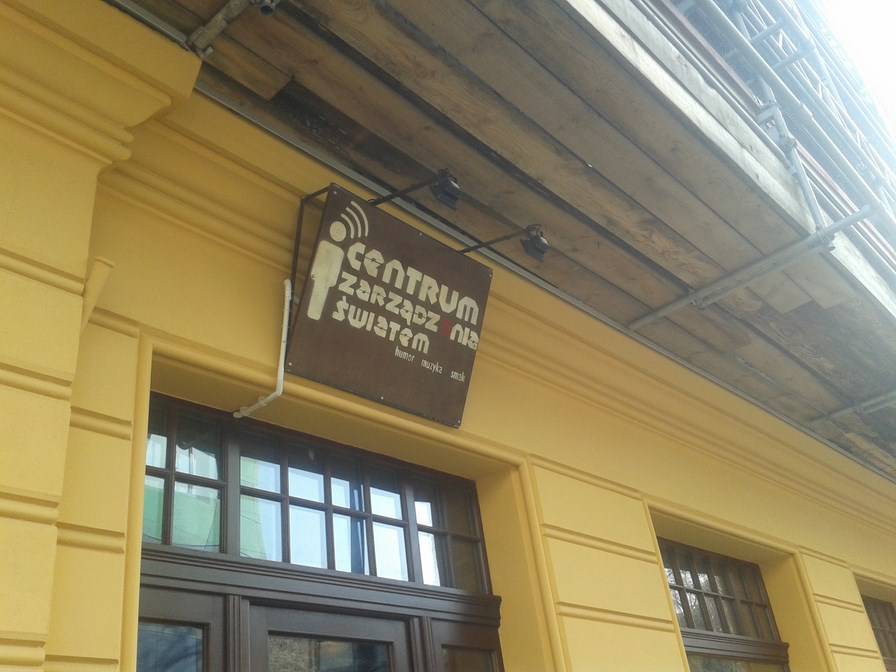 CENTRUM
ZARZĄDZANIA
ŚWIATEM
humor muzyka smak